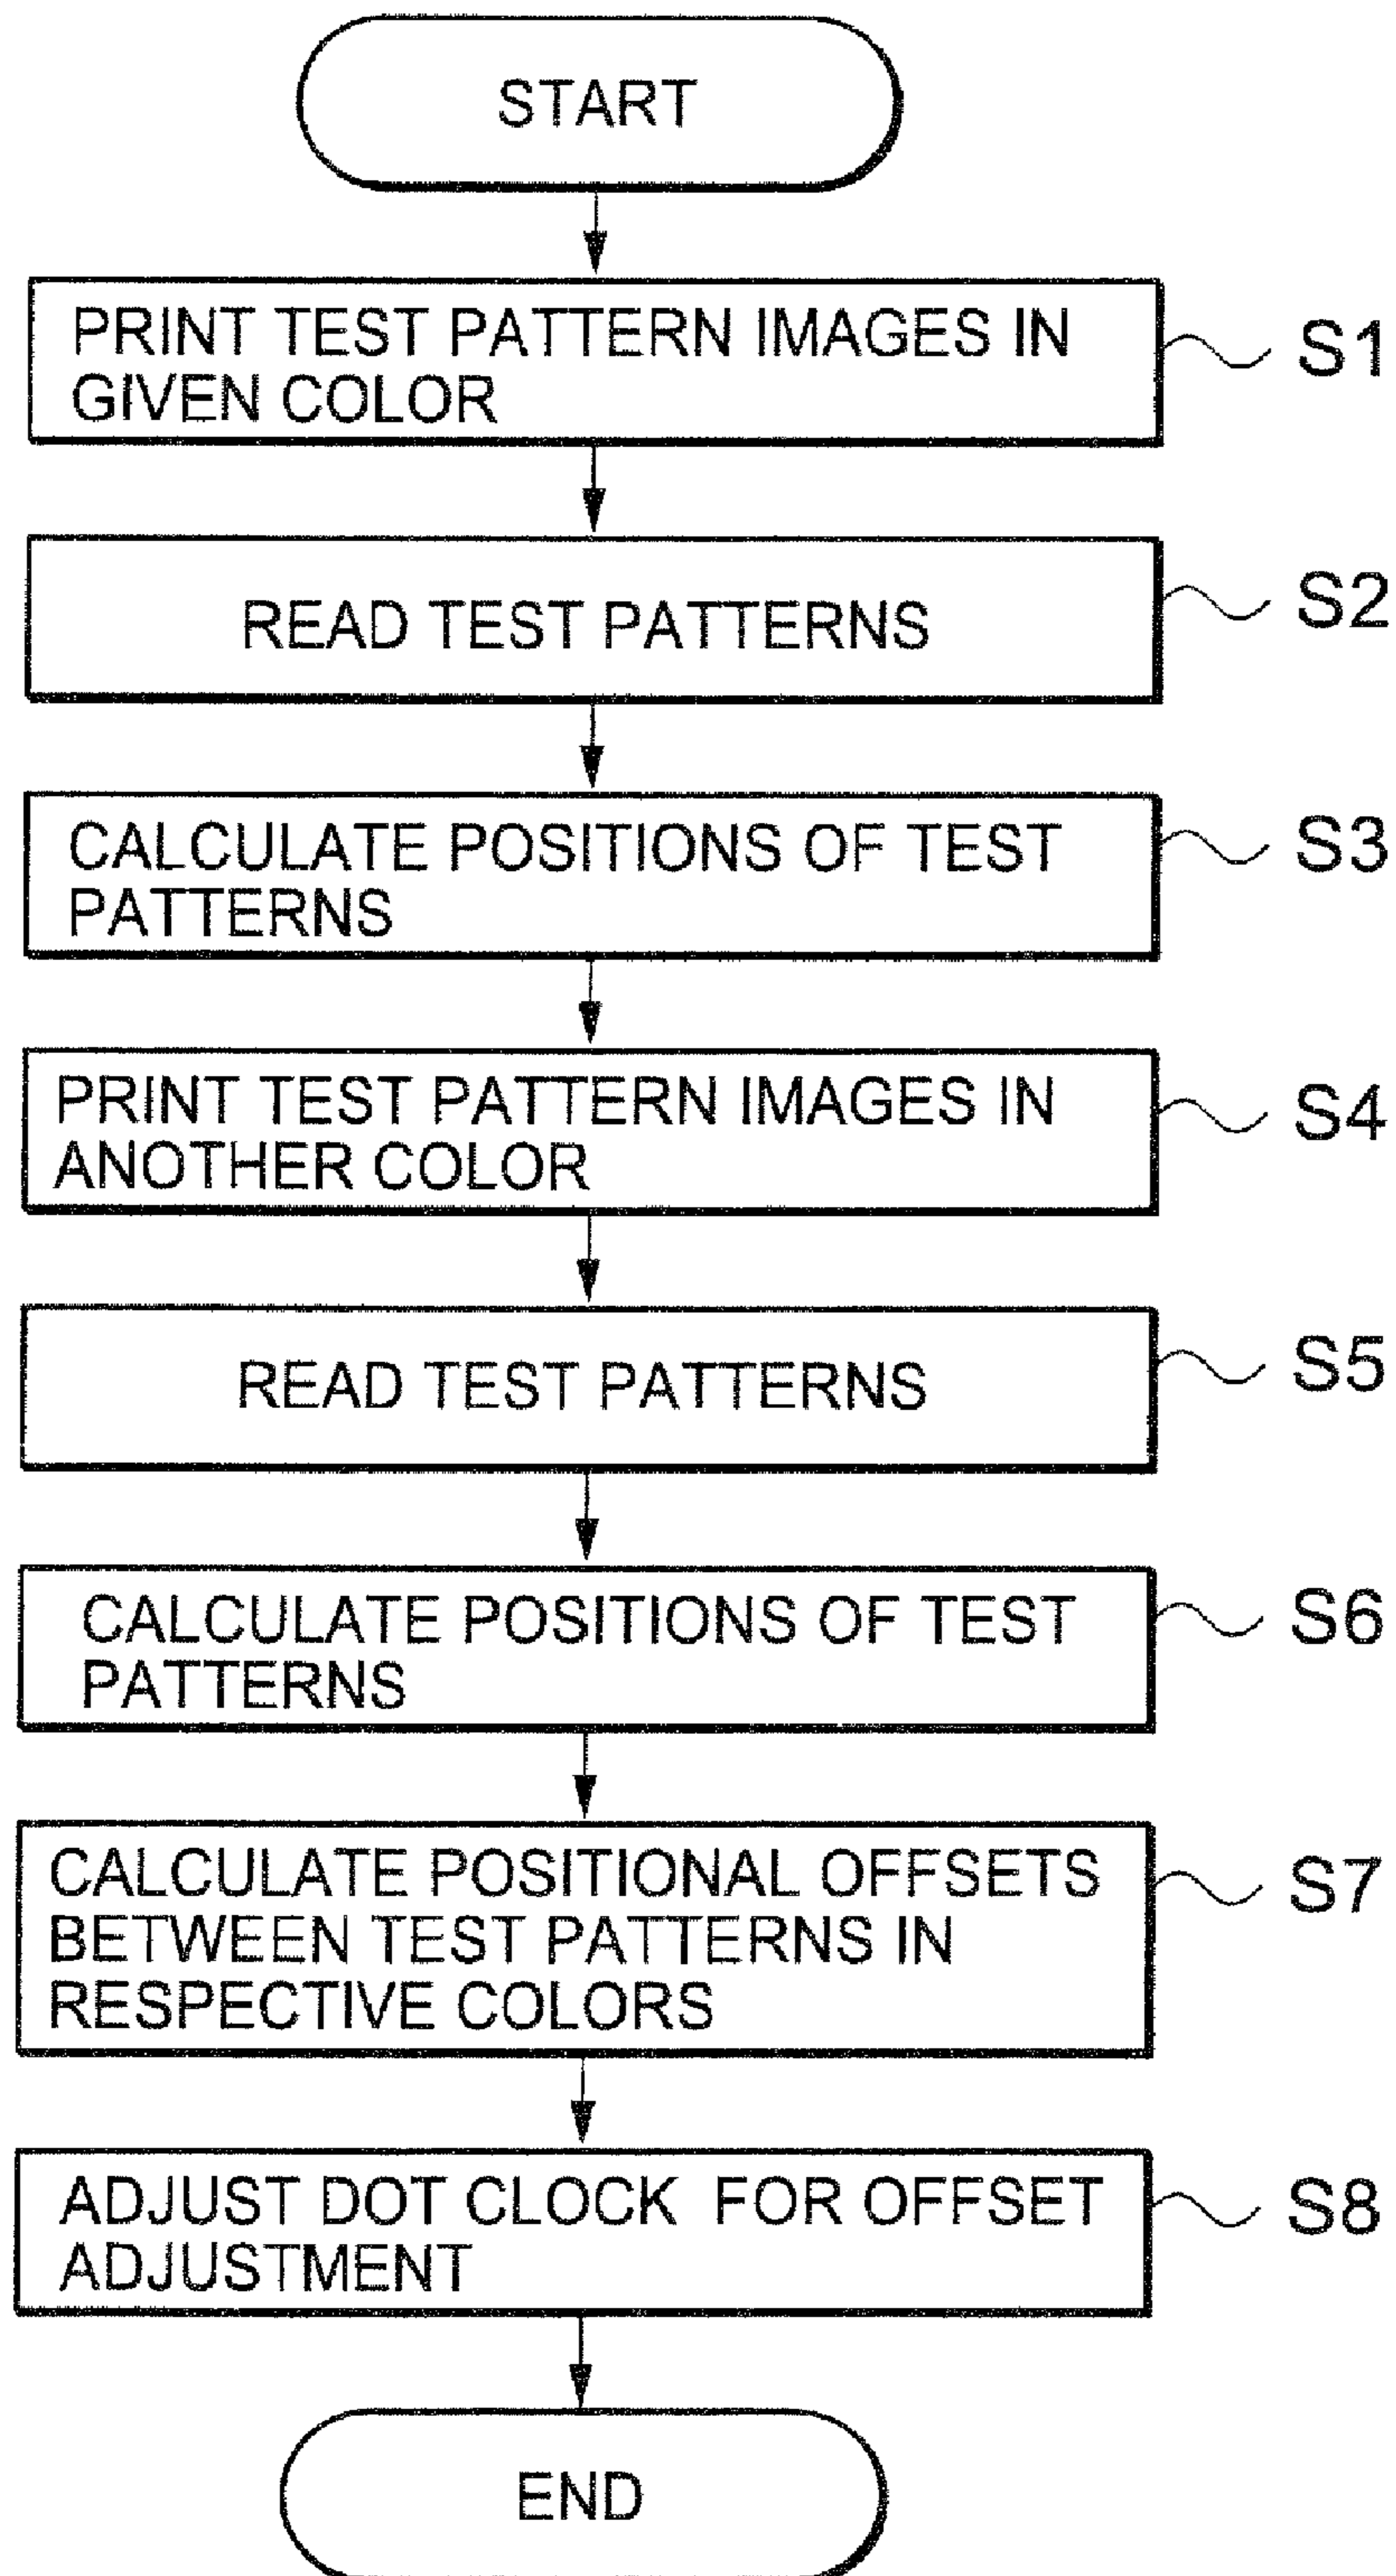 START
PRINT TEST PATTERN IMAGES IN
GIVEN COLOR
S1
READ TEST PATTERNS
S2
CALCULATE POSITIONS OF TEST
PATTERNS
S3
PRINT TEST PATTERN IMAGES IN
ANOTHER COLOR
S4
READ TEST PATTERNS
S5
CALCULATE POSITIONS OF TEST
PATTERNS
S6
CALCULATE POSITIONAL OFFSETS
BETWEEN TEST PATTERNS IN
RESPECTIVE COLORS
S7
ADJUST DOT CLOCK FOR OFFSET
ADJUSTMENT
S8
END